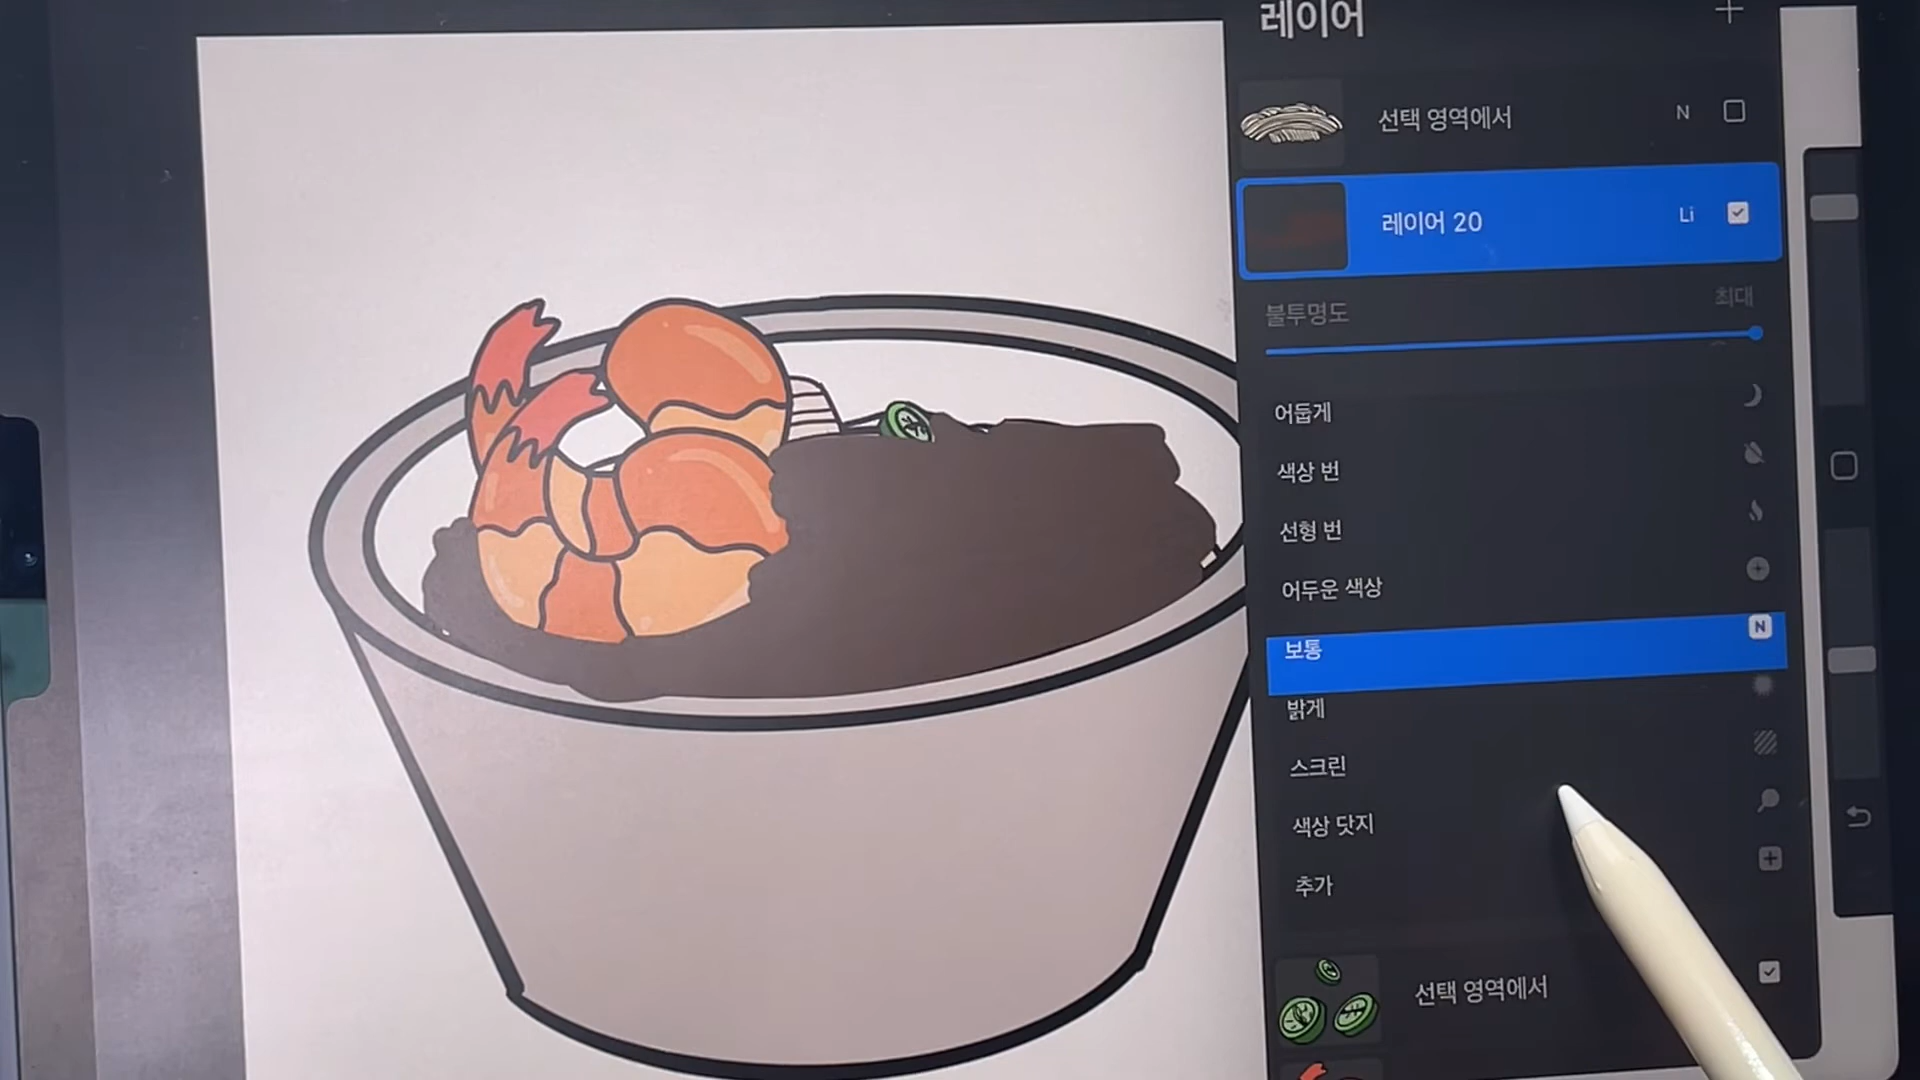 레이어
선택 영역에서 N
레이어 20 Li
불투명도 최대
어둡게
색상 번
선형 번
어두운 색상
보통 N
밝게
스크린
색상 닷지
추가
선택 영역에서